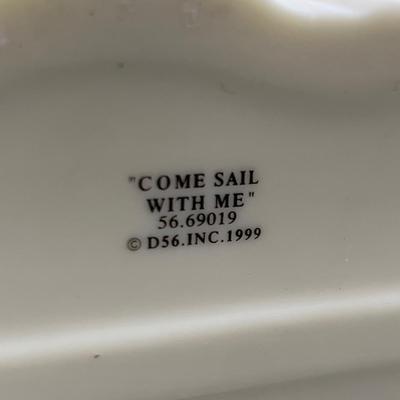 "COME SAIL
WITH ME"
56.69019
© D56.INC.1999